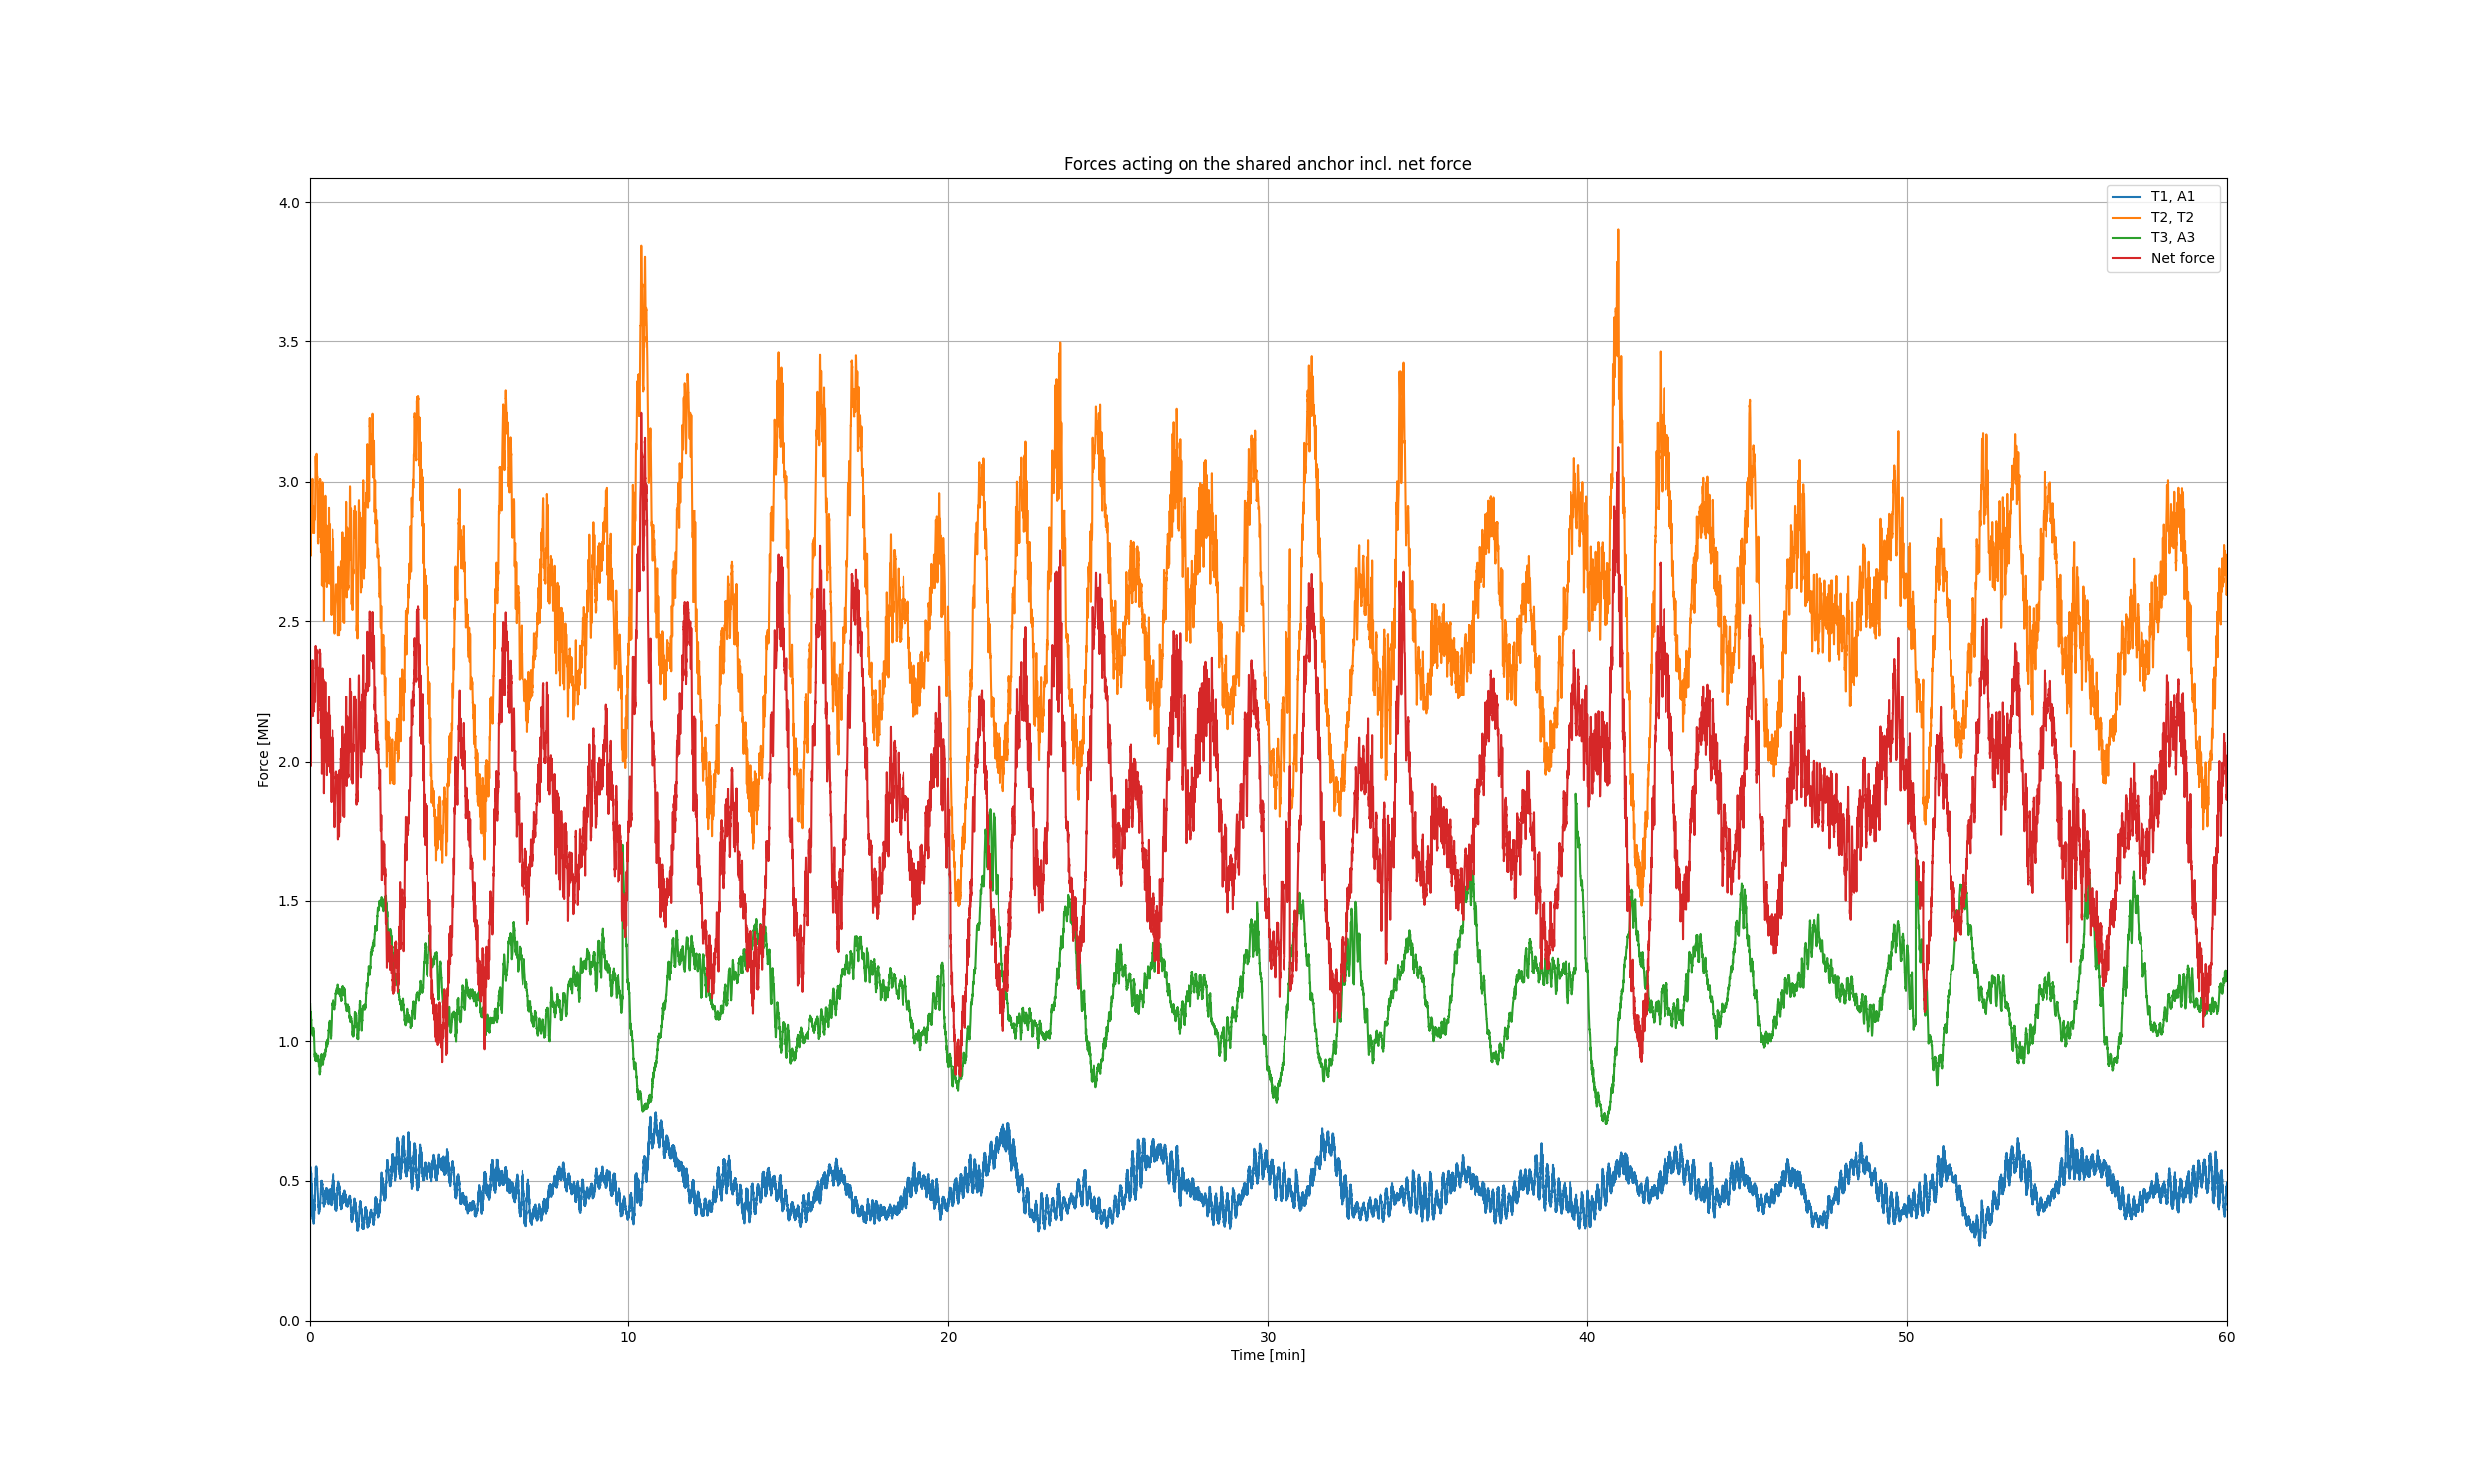 Forces acting on the shared anchor incl. net force
4.0
3.5
3.0
2.5
2.0
1.5
1.0
0.5
0.0
Force [MN]
T1, A1
T2, T2
T3, A3
Net force
0 10 20 30 40 50 60
Time [min]